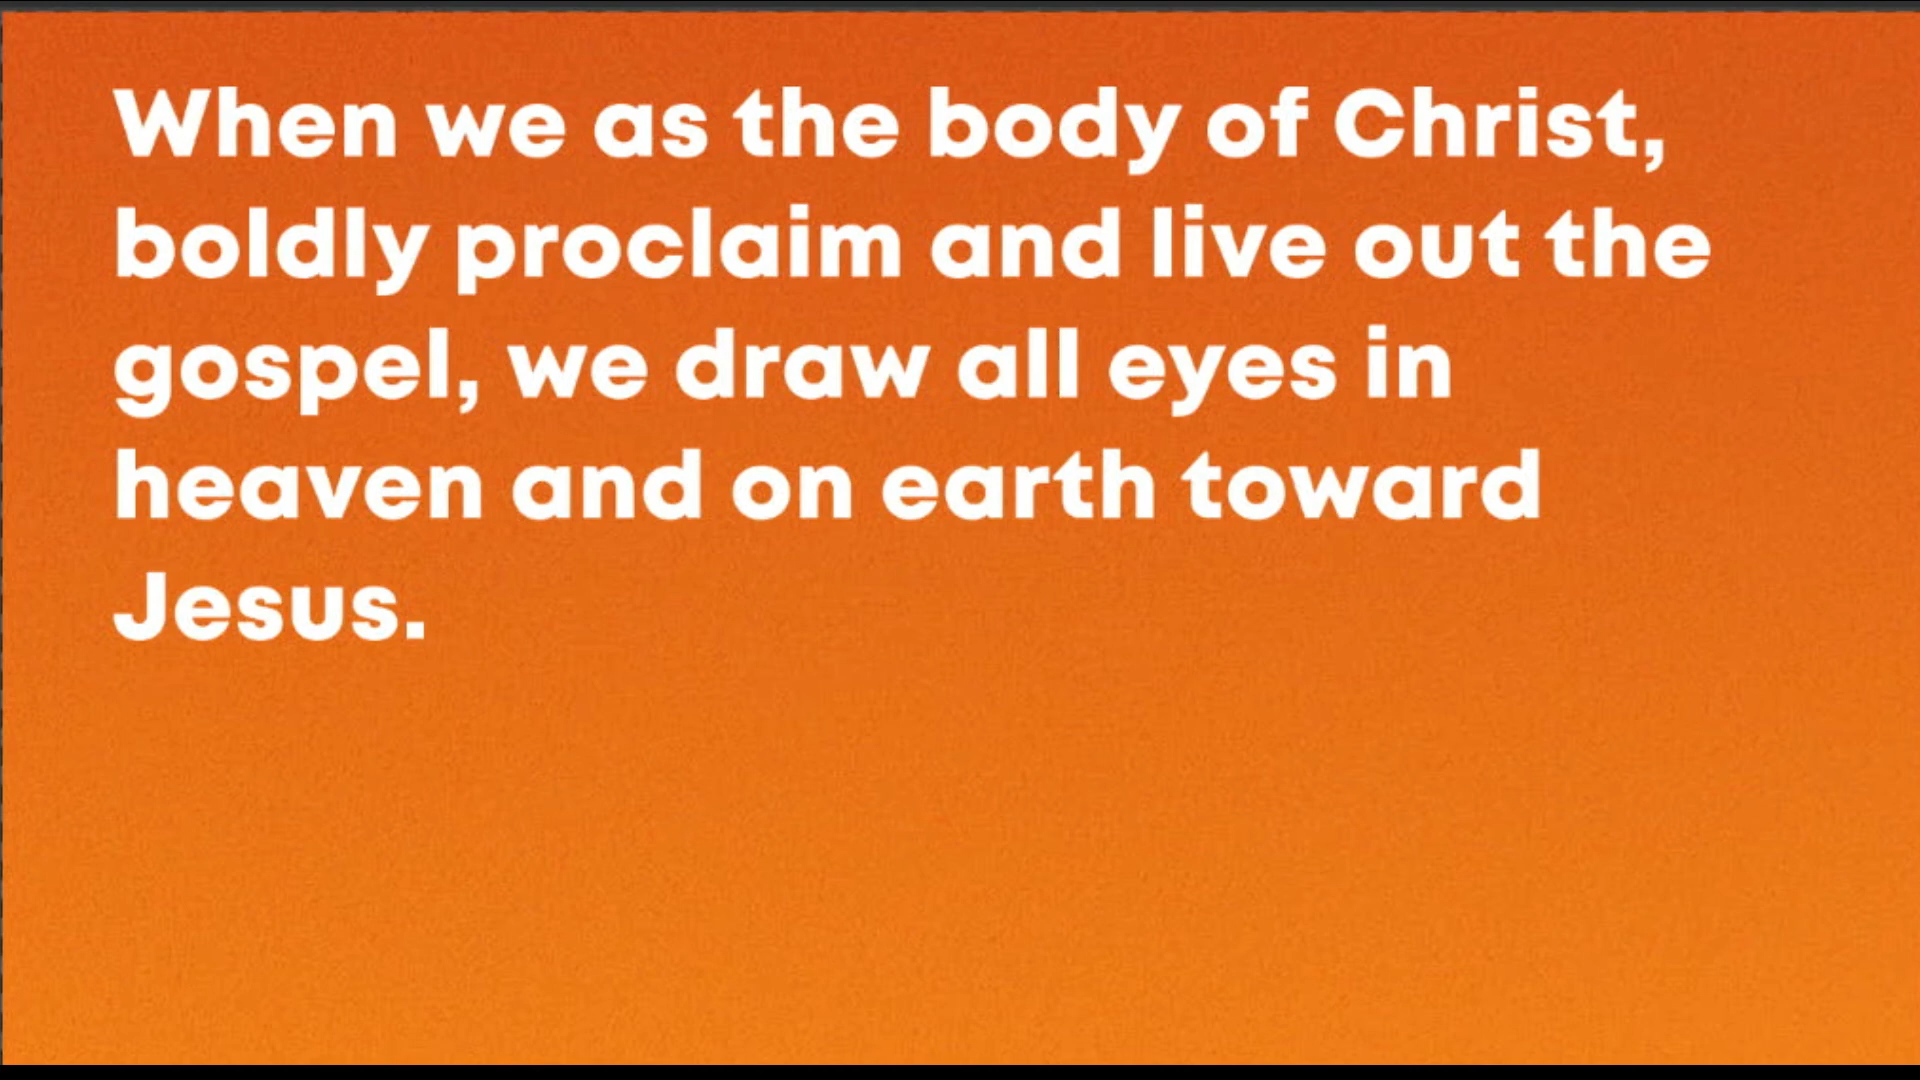 When we as the body of Christ,
boldly proclaim and live out the
gospel, we draw all eyes in
heaven and on earth toward
Jesus.